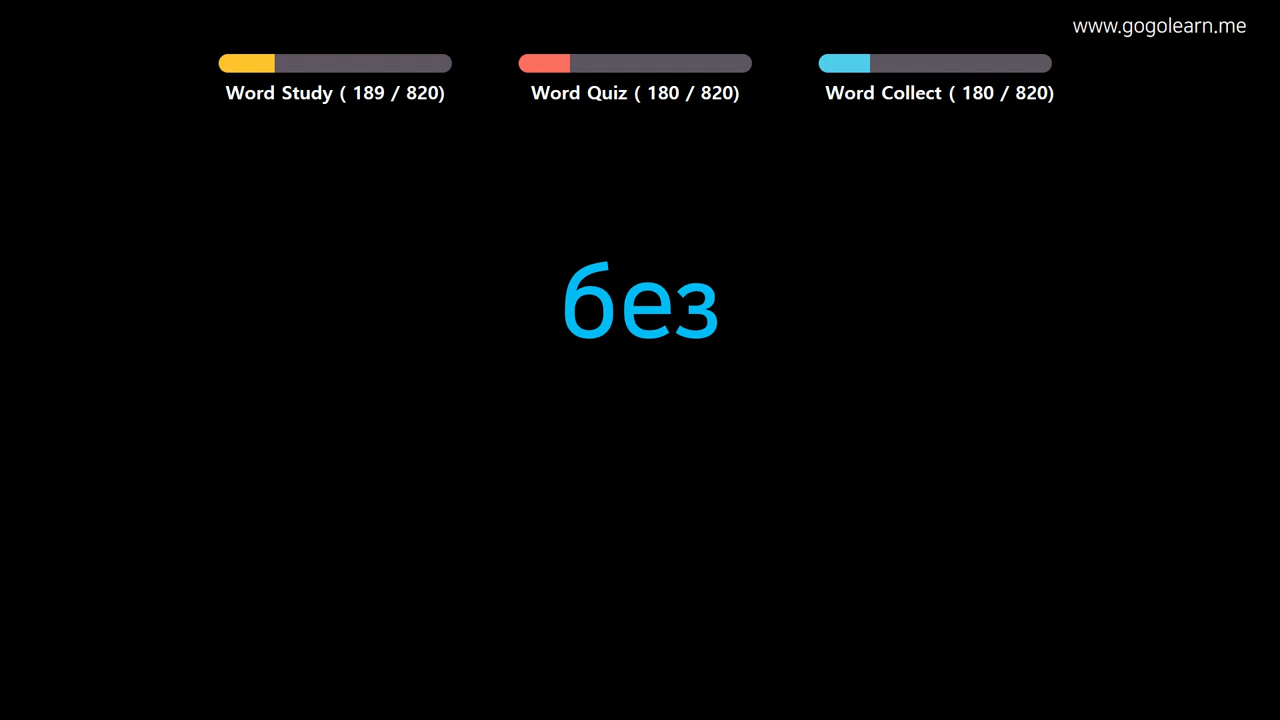 www.gogolearn.me
Word Study ( 189 / 820)
Word Quiz ( 180 / 820)
Word Collect ( 180 / 820)
без